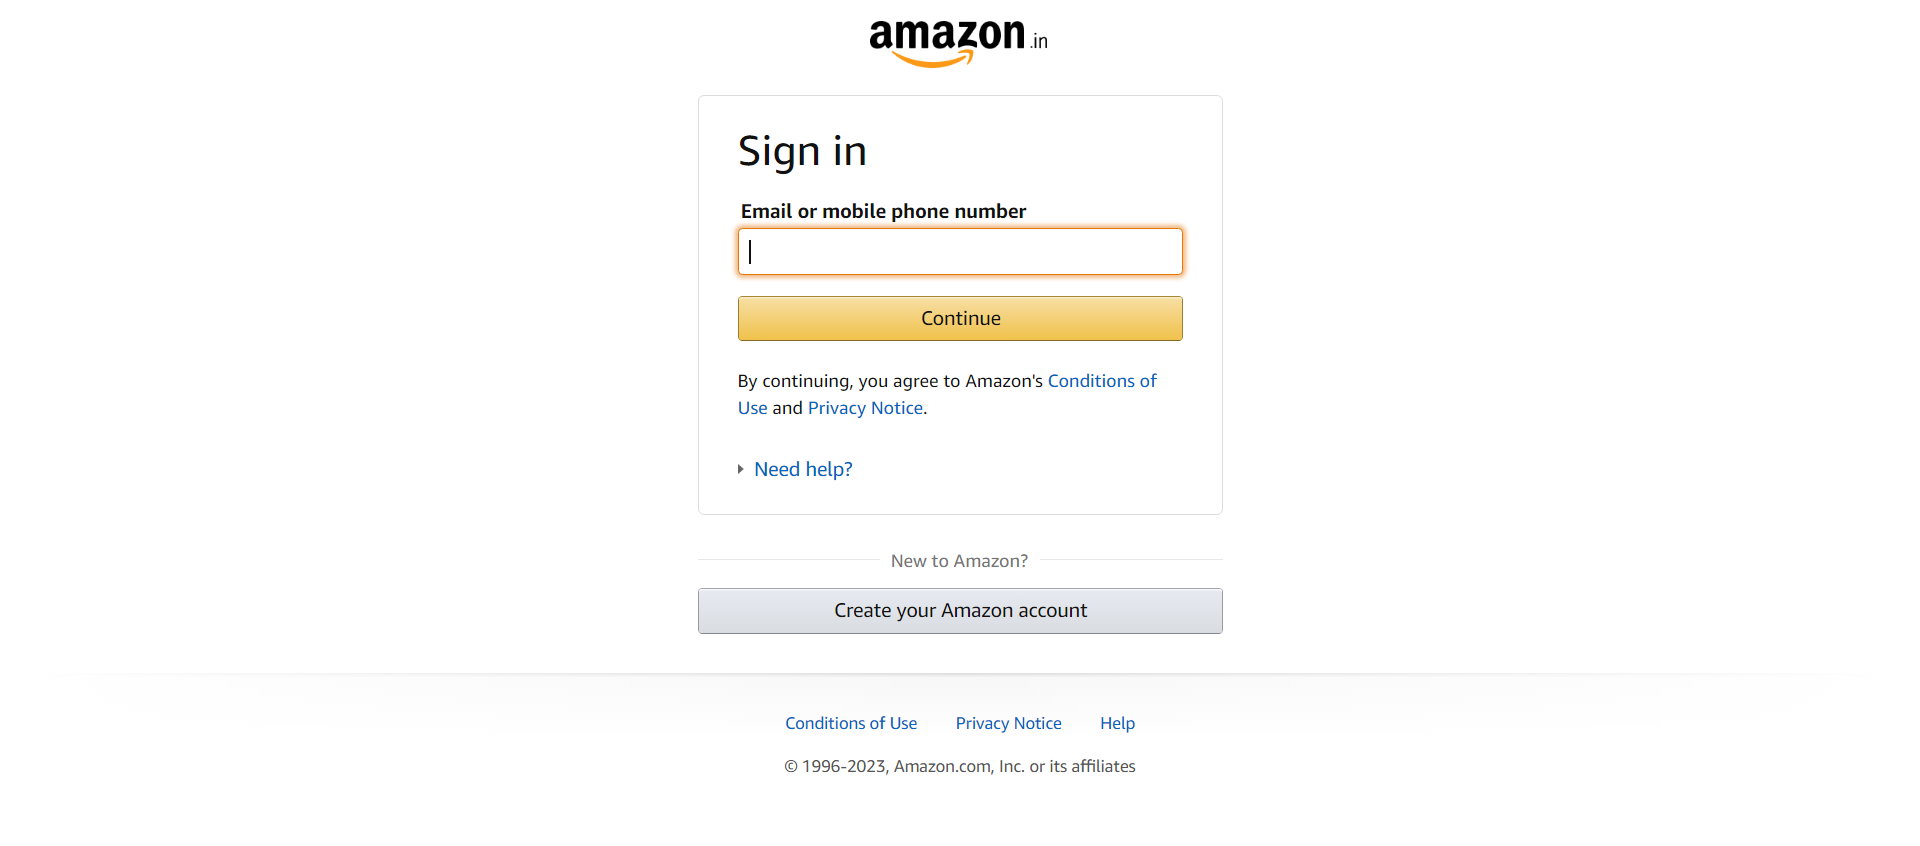 amazon.in
Sign in
Email or mobile phone number
Continue
By continuing, you agree to Amazon's Conditions of
Use and Privacy Notice.
Need help?
New to Amazon?
Create your Amazon account
Conditions of Use Privacy Notice Help
© 1996-2023, Amazon.com, Inc. or its affiliates